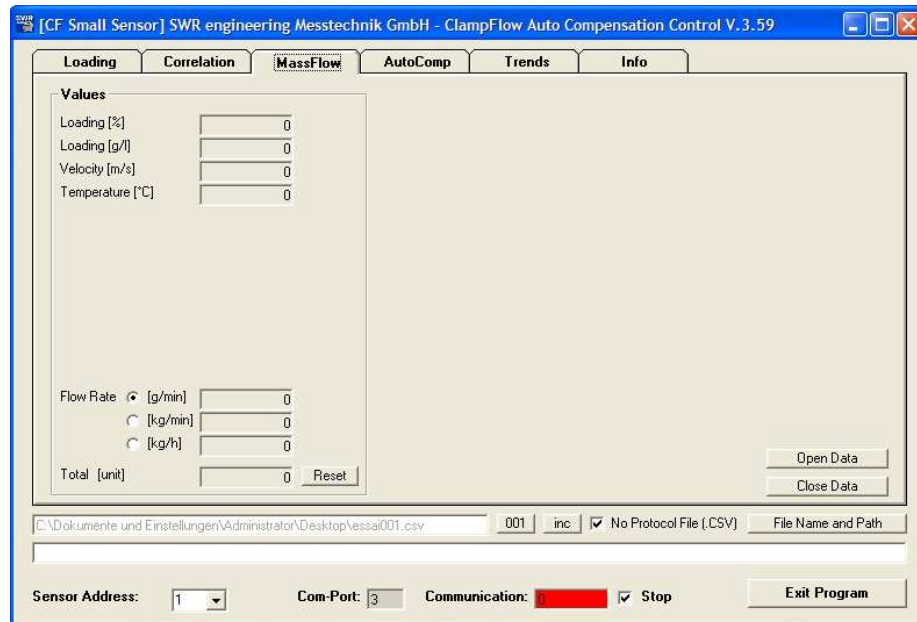 [CF Small Sensor] SWR engineering Messtechnik GmbH - ClampFlow Auto Compensation Control V.3.59
Loading Correlation MassFlow AutoComp Trends Info
Values
Loading [%] 0
Loading [g/l] 0
Velocity [m/s] 0
Temperature [°C] 0
Flow Rate [g/min] 0
[kg/min] 0
[kg/h] 0
Total [unit] 0 Reset
Open Data
Close Data
C:\Dokumente und Einstellungen\Administrator\Desktop\essai001.csv 001 inc No Protocol File (.CSV) File Name and Path
Sensor Address: 1 Com-Port: 3 Communication: 0 Stop Exit Program